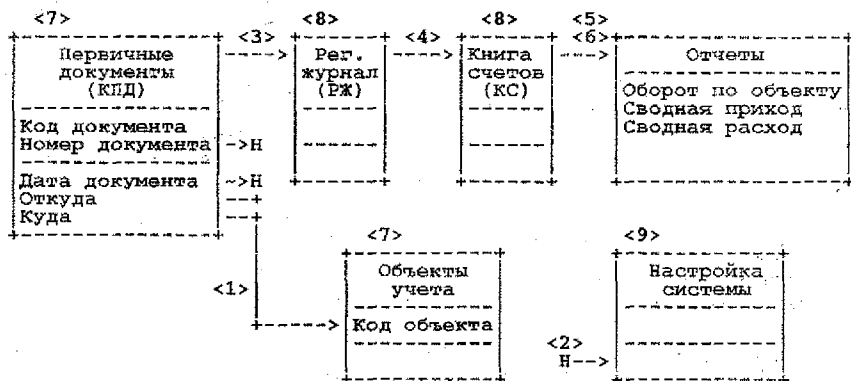 <7> <8> <8> <5>
<3> <4> <6>
Первичные документы (КПД)
----> Рег. журнал (РЖ)
----> Книга счетов (КС)
----> Отчеты
Оборот по объекту
Сводная приход
Сводная расход
Код документа
Номер документа ->Н
Дата документа ->Н
Откуда --+
Куда --+
<7> <9>
<1>
Объекты учета
+-----> Код объекта
Настройка системы
<2>
Н-->